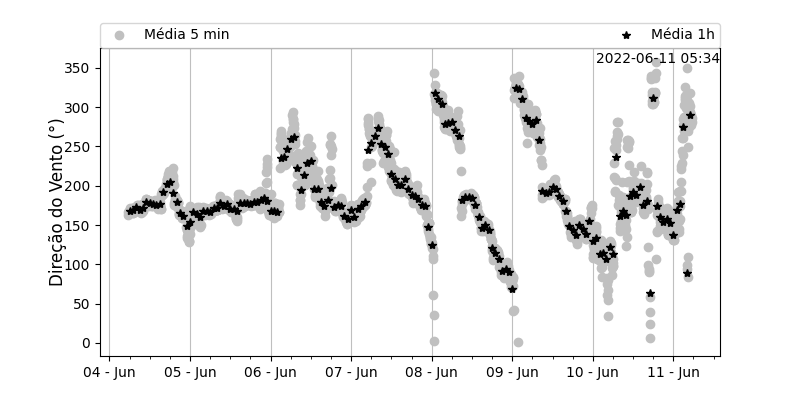 Média 5 min
Média 1h
2022-06-11 05:34
Direção do Vento (°)
350
300
250
200
150
100
50
0
04 - Jun
05 - Jun
06 - Jun
07 - Jun
08 - Jun
09 - Jun
10 - Jun
11 - Jun